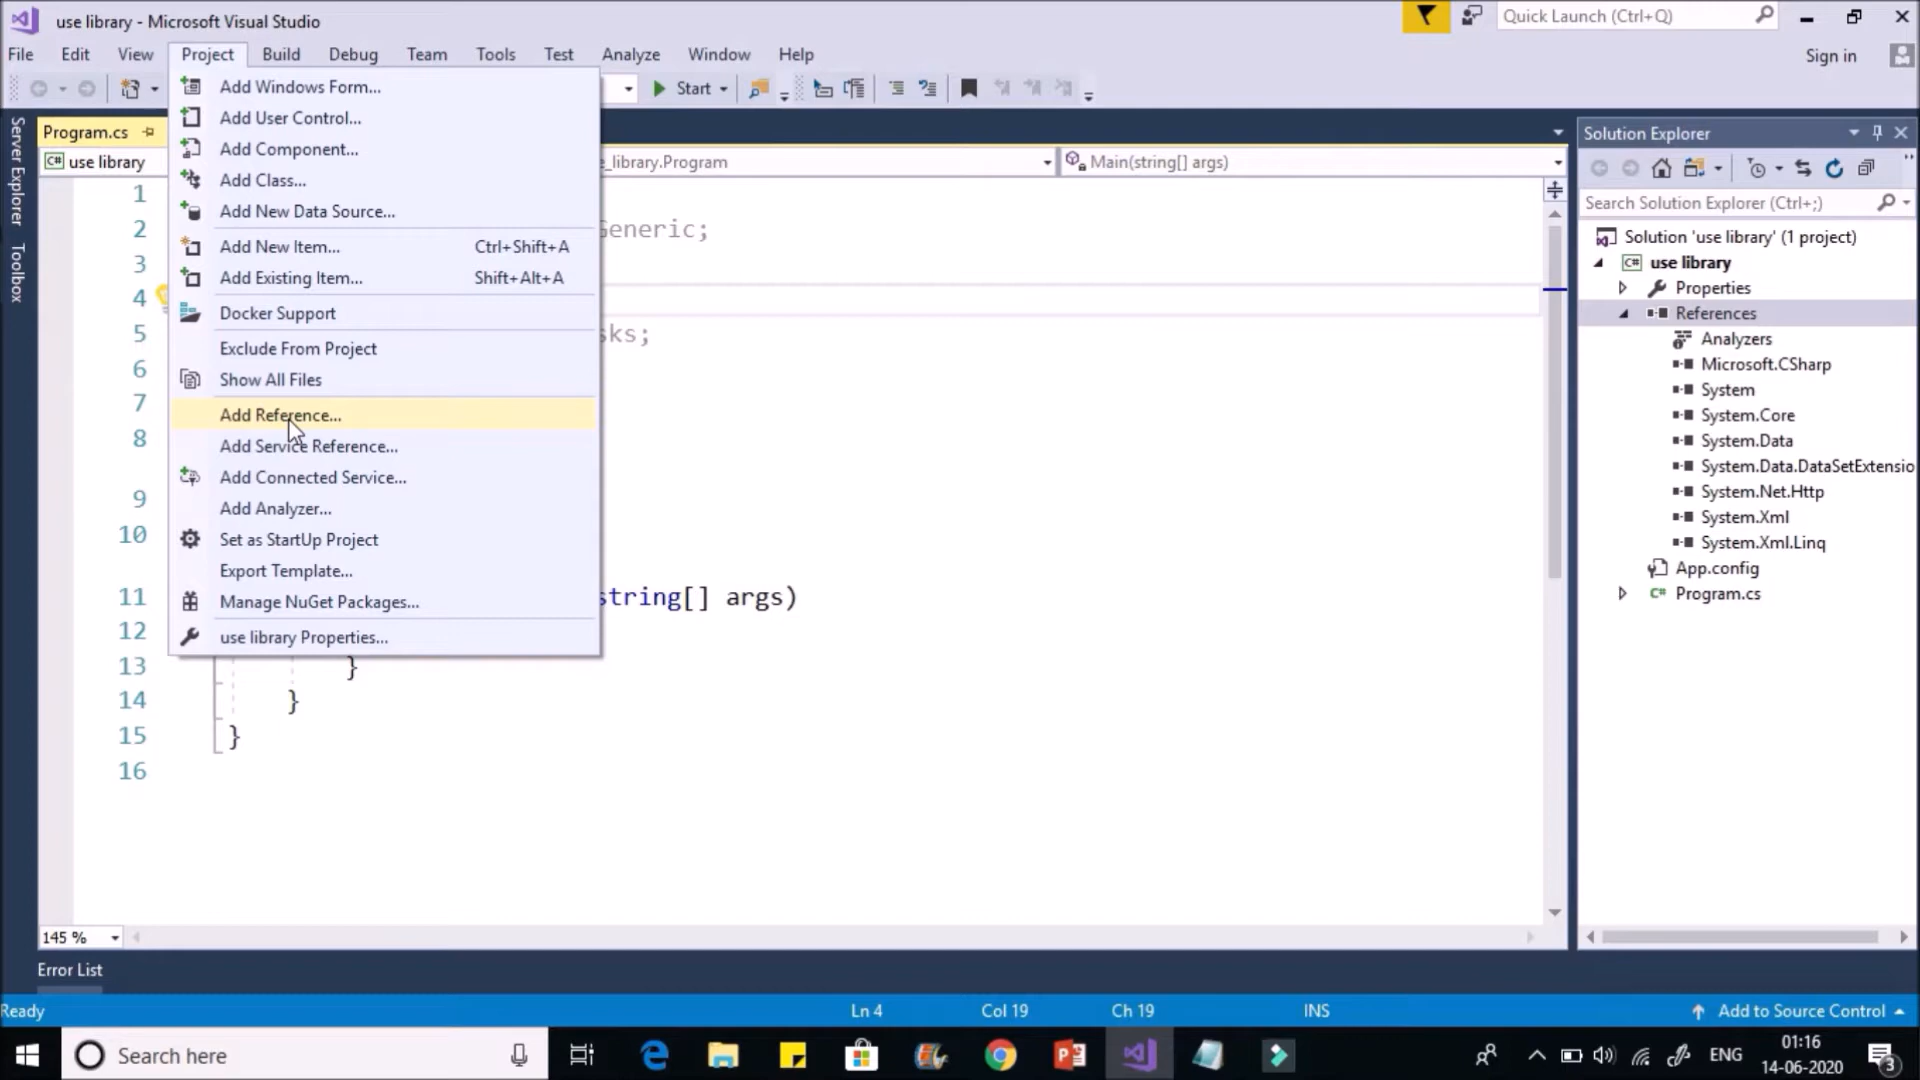 use library - Microsoft Visual Studio
Quick Launch (Ctrl+Q)
File Edit View Project Build Debug Team Tools Test Analyze Window Help
Sign in
Start
Add Windows Form...
Add User Control...
Add Component...
Add Class...
Add New Data Source...
Add New Item... Ctrl+Shift+A
Add Existing Item... Shift+Alt+A
Docker Support
Exclude From Project
Show All Files
Add Reference...
Add Service Reference...
Add Connected Service...
Add Analyzer...
Set as StartUp Project
Export Template...
Manage NuGet Packages...
use library Properties...
Server Explorer
Toolbox
Program.cs
C# use library
e_library.Program
Main(string[] args)
1
2 Generic;
3
4
5 sks;
6
7
8
9
10
11 string[] args)
12
13 }
14 }
15 }
16
145 %
Solution Explorer
Search Solution Explorer (Ctrl+;)
Solution 'use library' (1 project)
C# use library
Properties
References
Analyzers
Microsoft.CSharp
System
System.Core
System.Data
System.Data.DataSetExtensio
System.Net.Http
System.Xml
System.Xml.Linq
App.config
C# Program.cs
Error List
Ready Ln 4 Col 19 Ch 19 INS Add to Source Control
Search here
ENG
01:16
14-06-2020
3